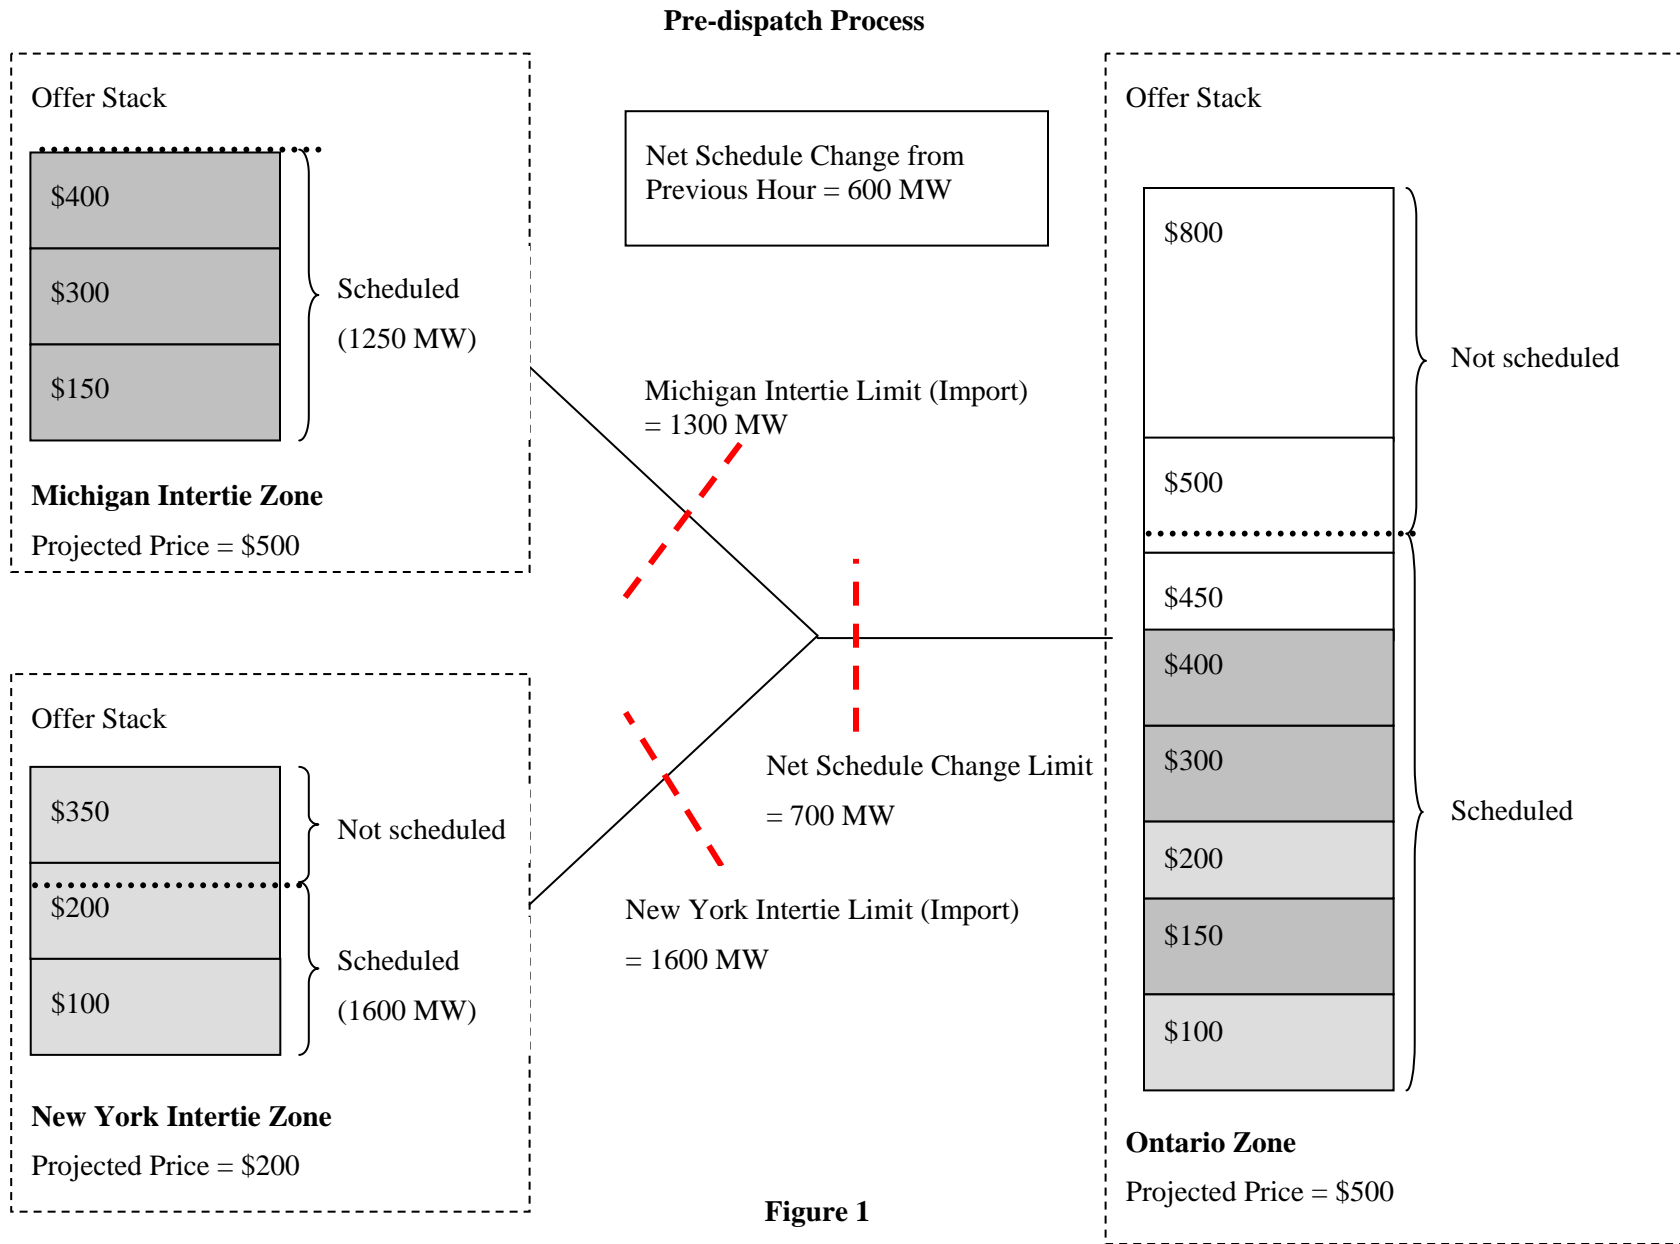 Pre-dispatch Process
Offer Stack
$400
$300
$150
Scheduled
(1250 MW)
Michigan Intertie Zone
Projected Price = $500
Offer Stack
$350
$200
$100
Not scheduled
Scheduled
(1600 MW)
New York Intertie Zone
Projected Price = $200
Net Schedule Change from
Previous Hour = 600 MW
Michigan Intertie Limit (Import)
= 1300 MW
Net Schedule Change Limit
= 700 MW
New York Intertie Limit (Import)
= 1600 MW
Offer Stack
$800
$500
$450
$400
$300
$200
$150
$100
Not scheduled
Scheduled
Ontario Zone
Projected Price = $500
Figure 1